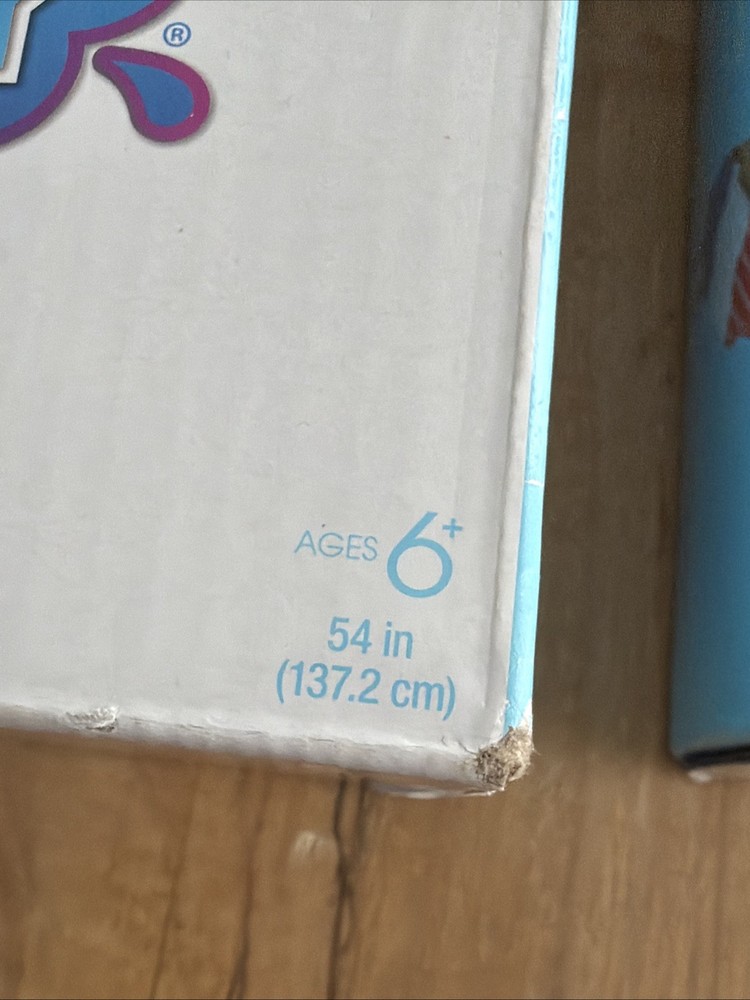 ®
AGES 6+
54 in
(137.2 cm)